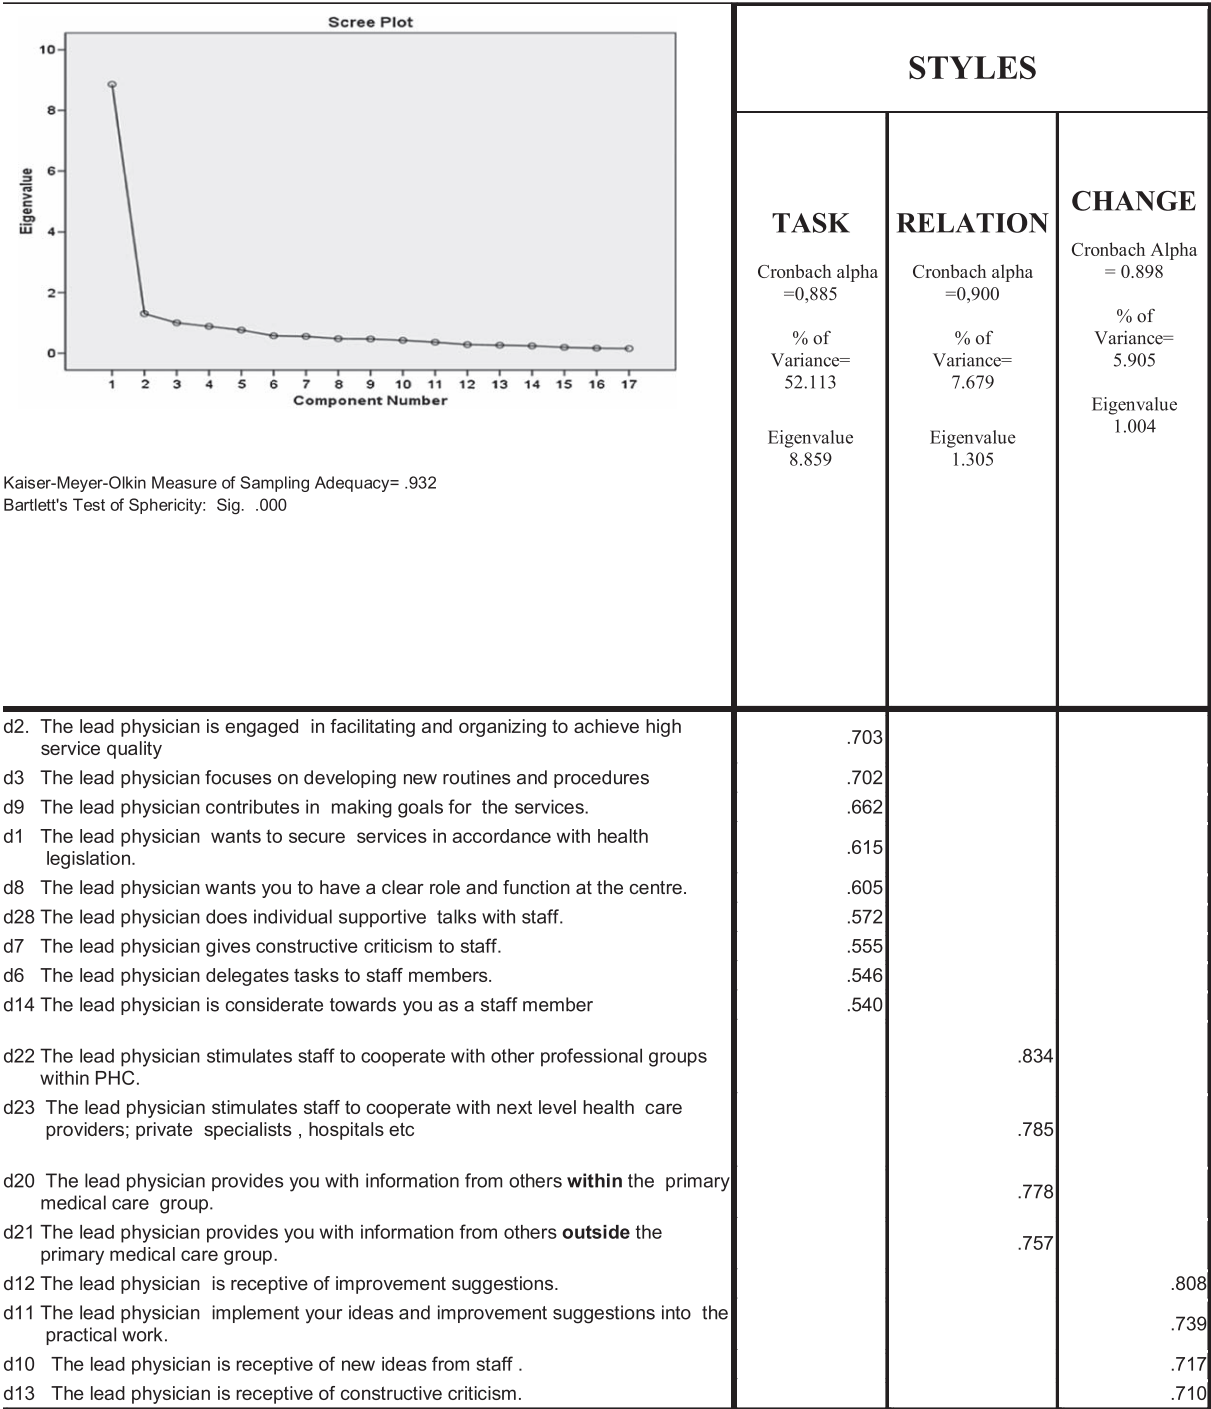 Scree Plot
10
8
6
4
2
0
Eigenvalue
1 2 3 4 5 6 7 8 9 10 11 12 13 14 15 16 17
Component Number
Kaiser-Meyer-Olkin Measure of Sampling Adequacy= .932
Bartlett's Test of Sphericity: Sig. .000
STYLES
TASK
Cronbach alpha
=0,885
% of
Variance=
52.113
Eigenvalue
8.859
RELATION
Cronbach alpha
=0,900
% of
Variance=
7.679
Eigenvalue
1.305
CHANGE
Cronbach Alpha
= 0.898
% of
Variance=
5.905
Eigenvalue
1.004
d2. The lead physician is engaged in facilitating and organizing to achieve high
service quality
.703
d3 The lead physician focuses on developing new routines and procedures .702
d9 The lead physician contributes in making goals for the services. .662
d1 The lead physician wants to secure services in accordance with health
legislation.
.615
d8 The lead physician wants you to have a clear role and function at the centre. .605
d28 The lead physician does individual supportive talks with staff. .572
d7 The lead physician gives constructive criticism to staff. .555
d6 The lead physician delegates tasks to staff members. .546
d14 The lead physician is considerate towards you as a staff member .540
d22 The lead physician stimulates staff to cooperate with other professional groups
within PHC.
.834
d23 The lead physician stimulates staff to cooperate with next level health care
providers; private specialists , hospitals etc .785
d20 The lead physician provides you with information from others within the primary
medical care group.
.778
d21 The lead physician provides you with information from others outside the
primary medical care group.
.757
d12 The lead physician is receptive of improvement suggestions. .808
d11 The lead physician implement your ideas and improvement suggestions into the
practical work.
.739
d10 The lead physician is receptive of new ideas from staff . .717
d13 The lead physician is receptive of constructive criticism. .710